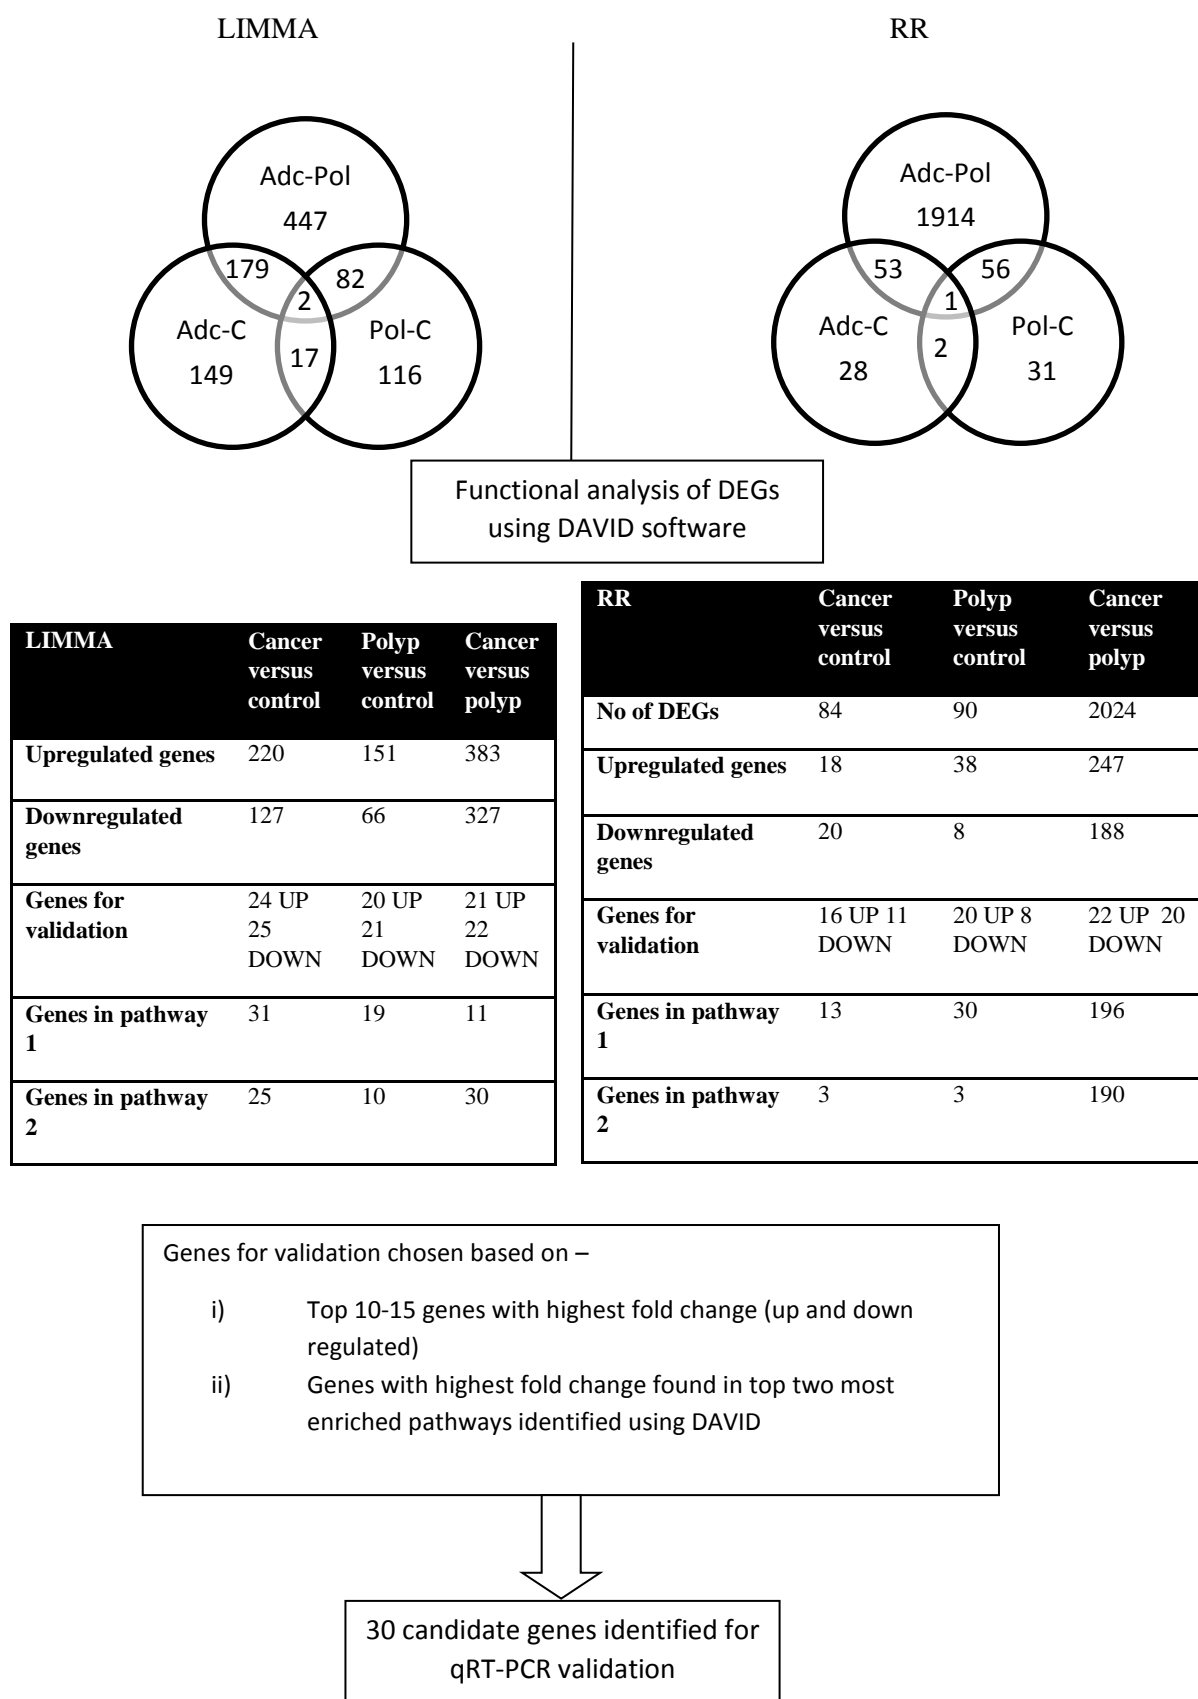 LIMMA
RR
Adc-Pol
447
179
82
2
Adc-C
149
17
Pol-C
116
Adc-Pol
1914
53
56
1
Adc-C
28
2
Pol-C
31
Functional analysis of DEGs
using DAVID software
LIMMA
Cancer
versus
control
Polyp
versus
control
Cancer
versus
polyp
Upregulated genes
220
151
383
Downregulated
genes
127
66
327
Genes for
validation
24 UP
25
DOWN
20 UP
21
DOWN
21 UP
22
DOWN
Genes in pathway
1
31
19
11
Genes in pathway
2
25
10
30
RR
Cancer
versus
control
Polyp
versus
control
Cancer
versus
polyp
No of DEGs
84
90
2024
Upregulated genes
18
38
247
Downregulated
genes
20
8
188
Genes for
validation
16 UP 11
DOWN
20 UP 8
DOWN
22 UP 20
DOWN
Genes in pathway
1
13
30
196
Genes in pathway
2
3
3
190
Genes for validation chosen based on –
i) Top 10-15 genes with highest fold change (up and down
regulated)
ii) Genes with highest fold change found in top two most
enriched pathways identified using DAVID
30 candidate genes identified for
qRT-PCR validation